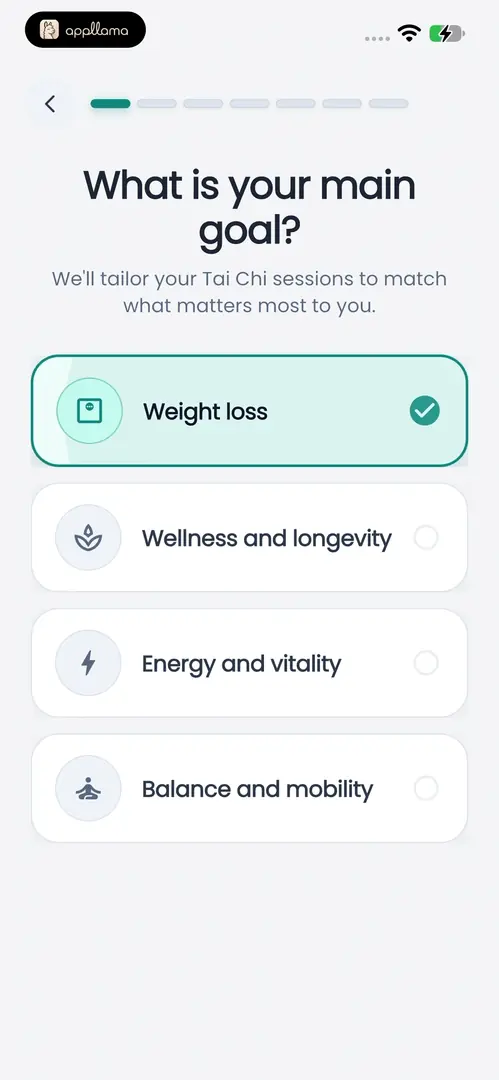 appllama
What is your main
goal?
We'll tailor your Tai Chi sessions to match
what matters most to you.
Weight loss
Wellness and longevity
Energy and vitality
Balance and mobility